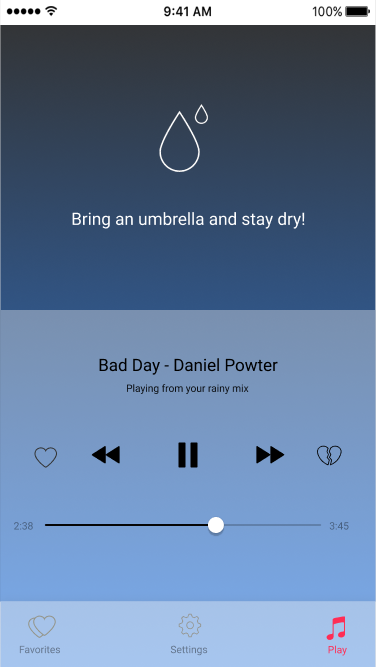 9:41 AM 100%
Bring an umbrella and stay dry!
Bad Day - Daniel Powter
Playing from your rainy mix
2:38 3:45
Favorites Settings Play